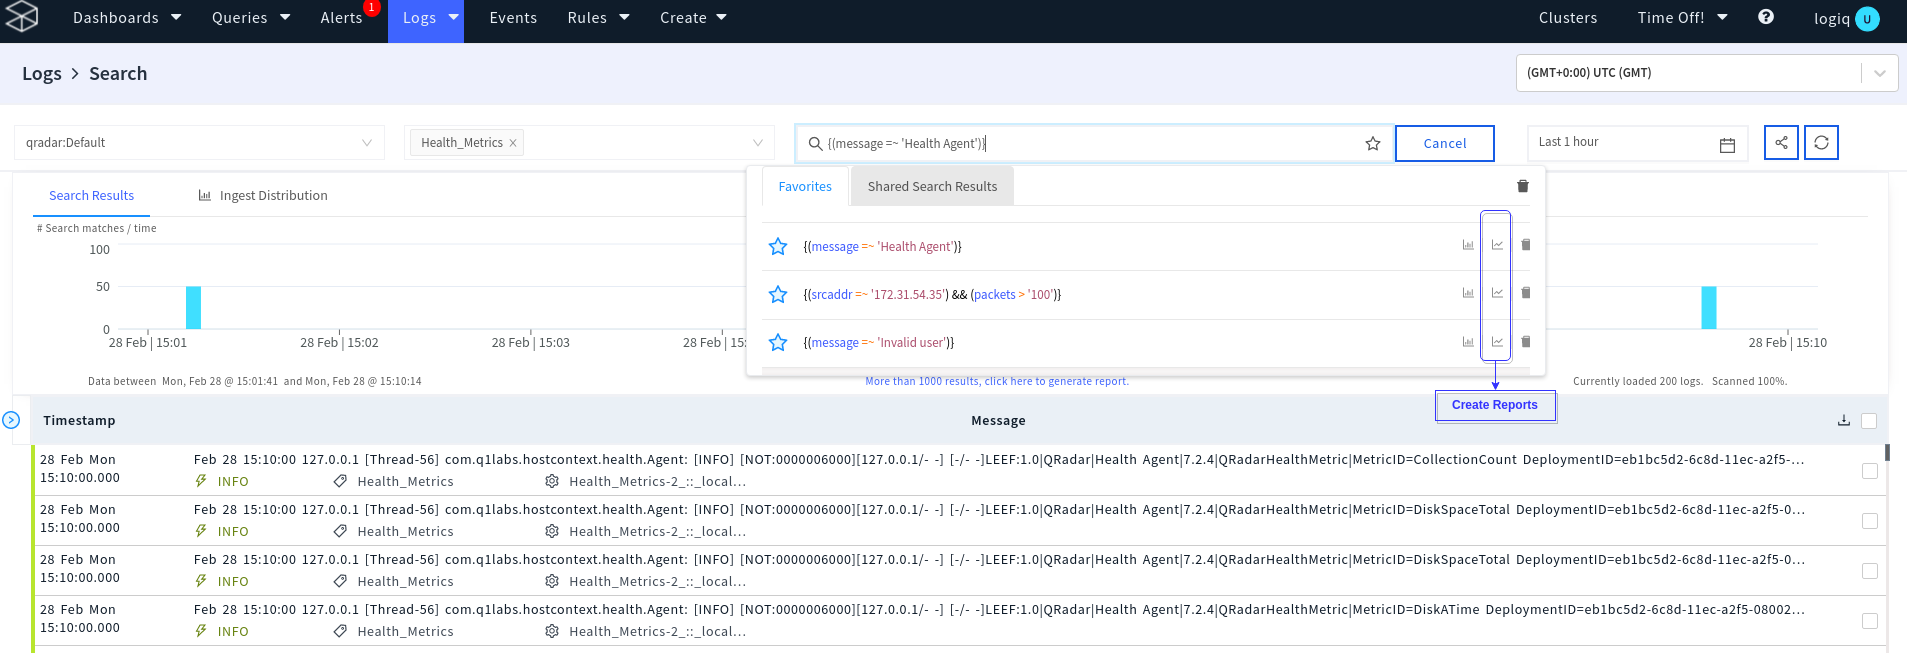 Dashboards Queries Alerts 1 Logs Events Rules Create Clusters Time Off! ? logiq U
Logs > Search
(GMT+0:00) UTC (GMT)
qradar:Default Health_Metrics × {(message =~ 'Health Agent')} Cancel Last 1 hour
Favorites Shared Search Results
Search Results Ingest Distribution
# Search matches / time
100
50
0
28 Feb | 15:01 28 Feb | 15:02 28 Feb | 15:03 28 Feb | 15: 28 Feb | 15:10
{(message =~ 'Health Agent')}
{(srcaddr =~ '172.31.54.35') && (packets > '100')}
{(message =~ 'Invalid user')}
Data between Mon, Feb 28 @ 15:01:41 and Mon, Feb 28 @ 15:10:14 More than 1000 results, click here to generate report. Currently loaded 200 logs. Scanned 100%.
Create Reports
Timestamp Message
28 Feb Mon
15:10:00.000
Feb 28 15:10:00 127.0.0.1 [Thread-56] com.q1labs.hostcontext.health.Agent: [INFO] [NOT:0000006000][127.0.0.1/- -] [-/- -]LEEF:1.0|QRadar|Health Agent|7.2.4|QRadarHealthMetric|MetricID=CollectionCount DeploymentID=eb1bc5d2-6c8d-11ec-a2f5-...
INFO Health_Metrics Health_Metrics-2_::_local...
28 Feb Mon
15:10:00.000
Feb 28 15:10:00 127.0.0.1 [Thread-56] com.q1labs.hostcontext.health.Agent: [INFO] [NOT:0000006000][127.0.0.1/- -] [-/- -]LEEF:1.0|QRadar|Health Agent|7.2.4|QRadarHealthMetric|MetricID=DiskSpaceTotal DeploymentID=eb1bc5d2-6c8d-11ec-a2f5-0...
INFO Health_Metrics Health_Metrics-2_::_local...
28 Feb Mon
15:10:00.000
Feb 28 15:10:00 127.0.0.1 [Thread-56] com.q1labs.hostcontext.health.Agent: [INFO] [NOT:0000006000][127.0.0.1/- -] [-/- -]LEEF:1.0|QRadar|Health Agent|7.2.4|QRadarHealthMetric|MetricID=DiskSpaceTotal DeploymentID=eb1bc5d2-6c8d-11ec-a2f5-0...
INFO Health_Metrics Health_Metrics-2_::_local...
28 Feb Mon
15:10:00.000
Feb 28 15:10:00 127.0.0.1 [Thread-56] com.q1labs.hostcontext.health.Agent: [INFO] [NOT:0000006000][127.0.0.1/- -] [-/- -]LEEF:1.0|QRadar|Health Agent|7.2.4|QRadarHealthMetric|MetricID=DiskATime DeploymentID=eb1bc5d2-6c8d-11ec-a2f5-08002...
INFO Health_Metrics Health_Metrics-2_::_local...